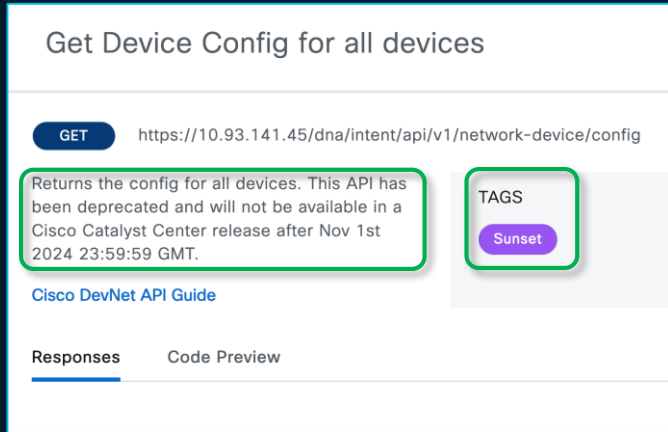 Get Device Config for all devices
GET https://10.93.141.45/dna/intent/api/v1/network-device/config
Returns the config for all devices. This API has
been deprecated and will not be available in a
Cisco Catalyst Center release after Nov 1st
2024 23:59:59 GMT.
TAGS
Sunset
Cisco DevNet API Guide
Responses Code Preview